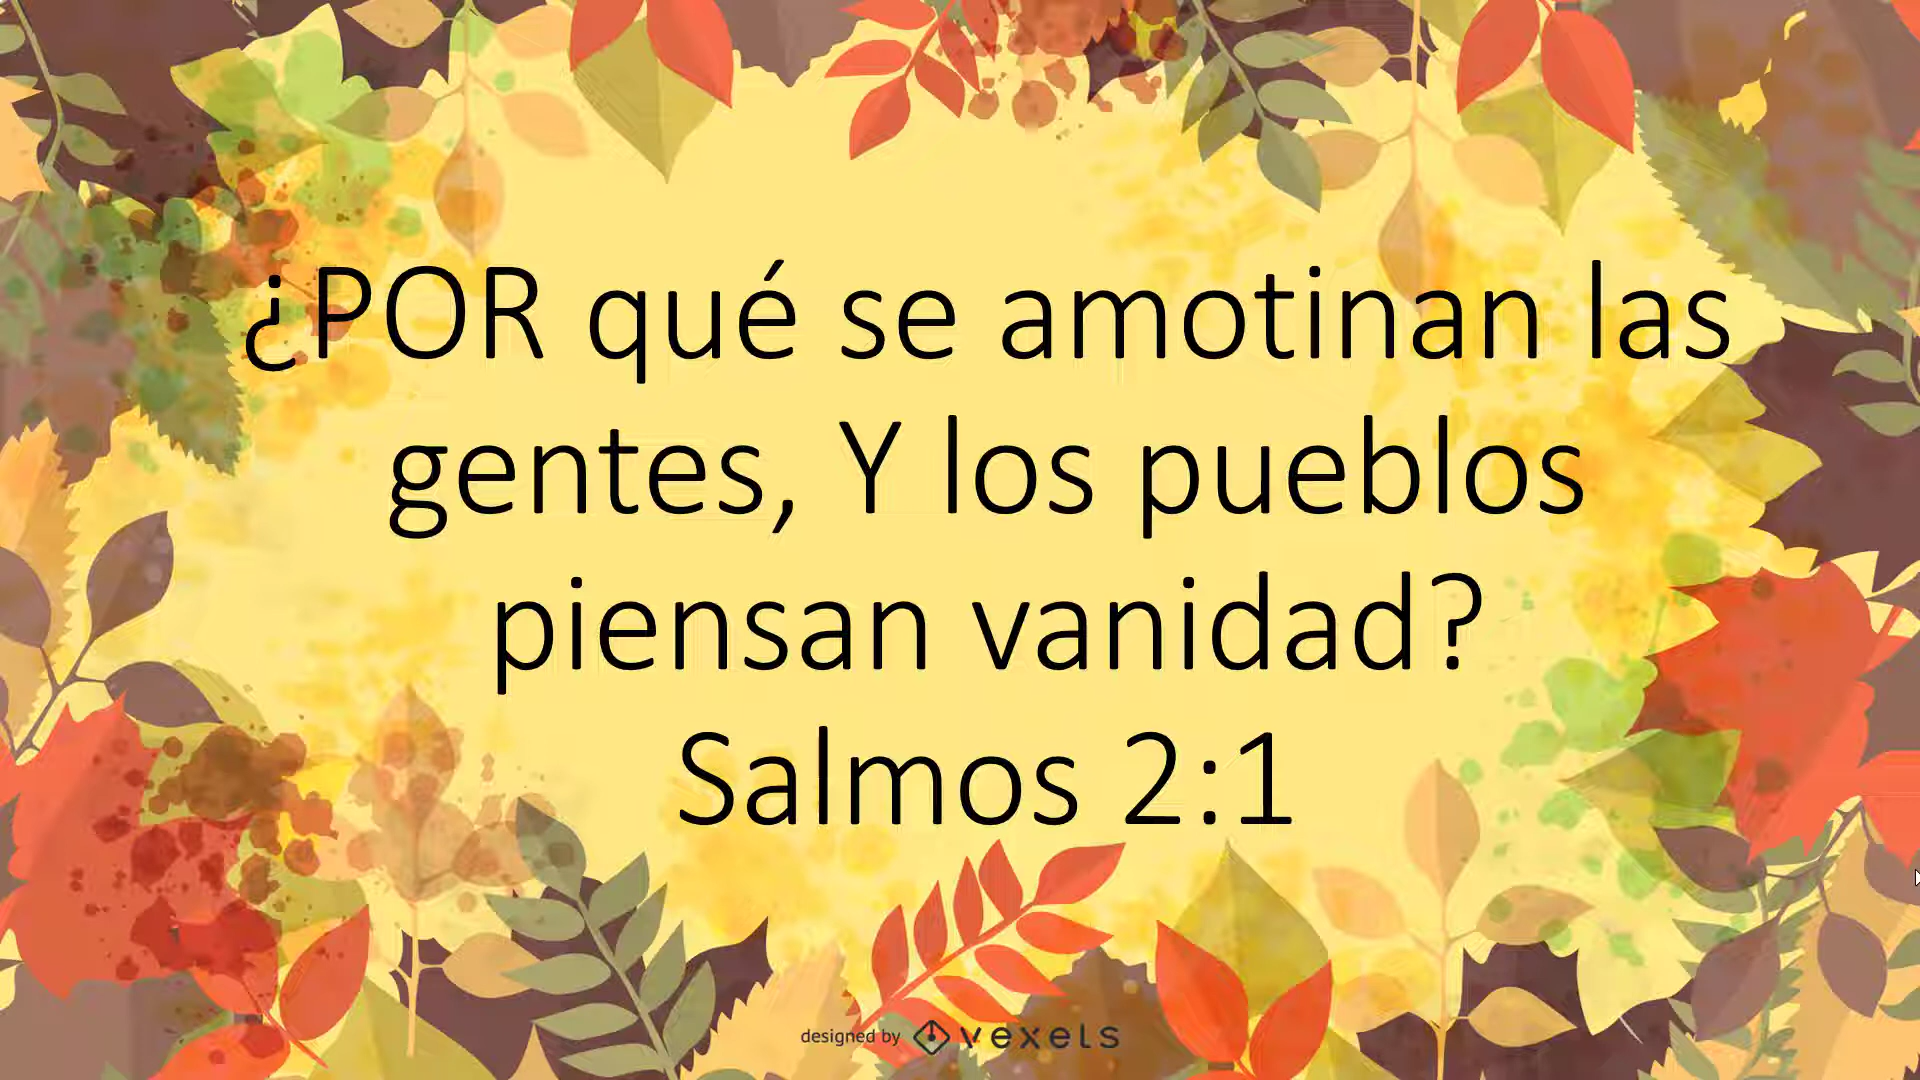 ¿POR qué se amotinan las
gentes, Y los pueblos
piensan vanidad?
Salmos 2:1
designed by vexels